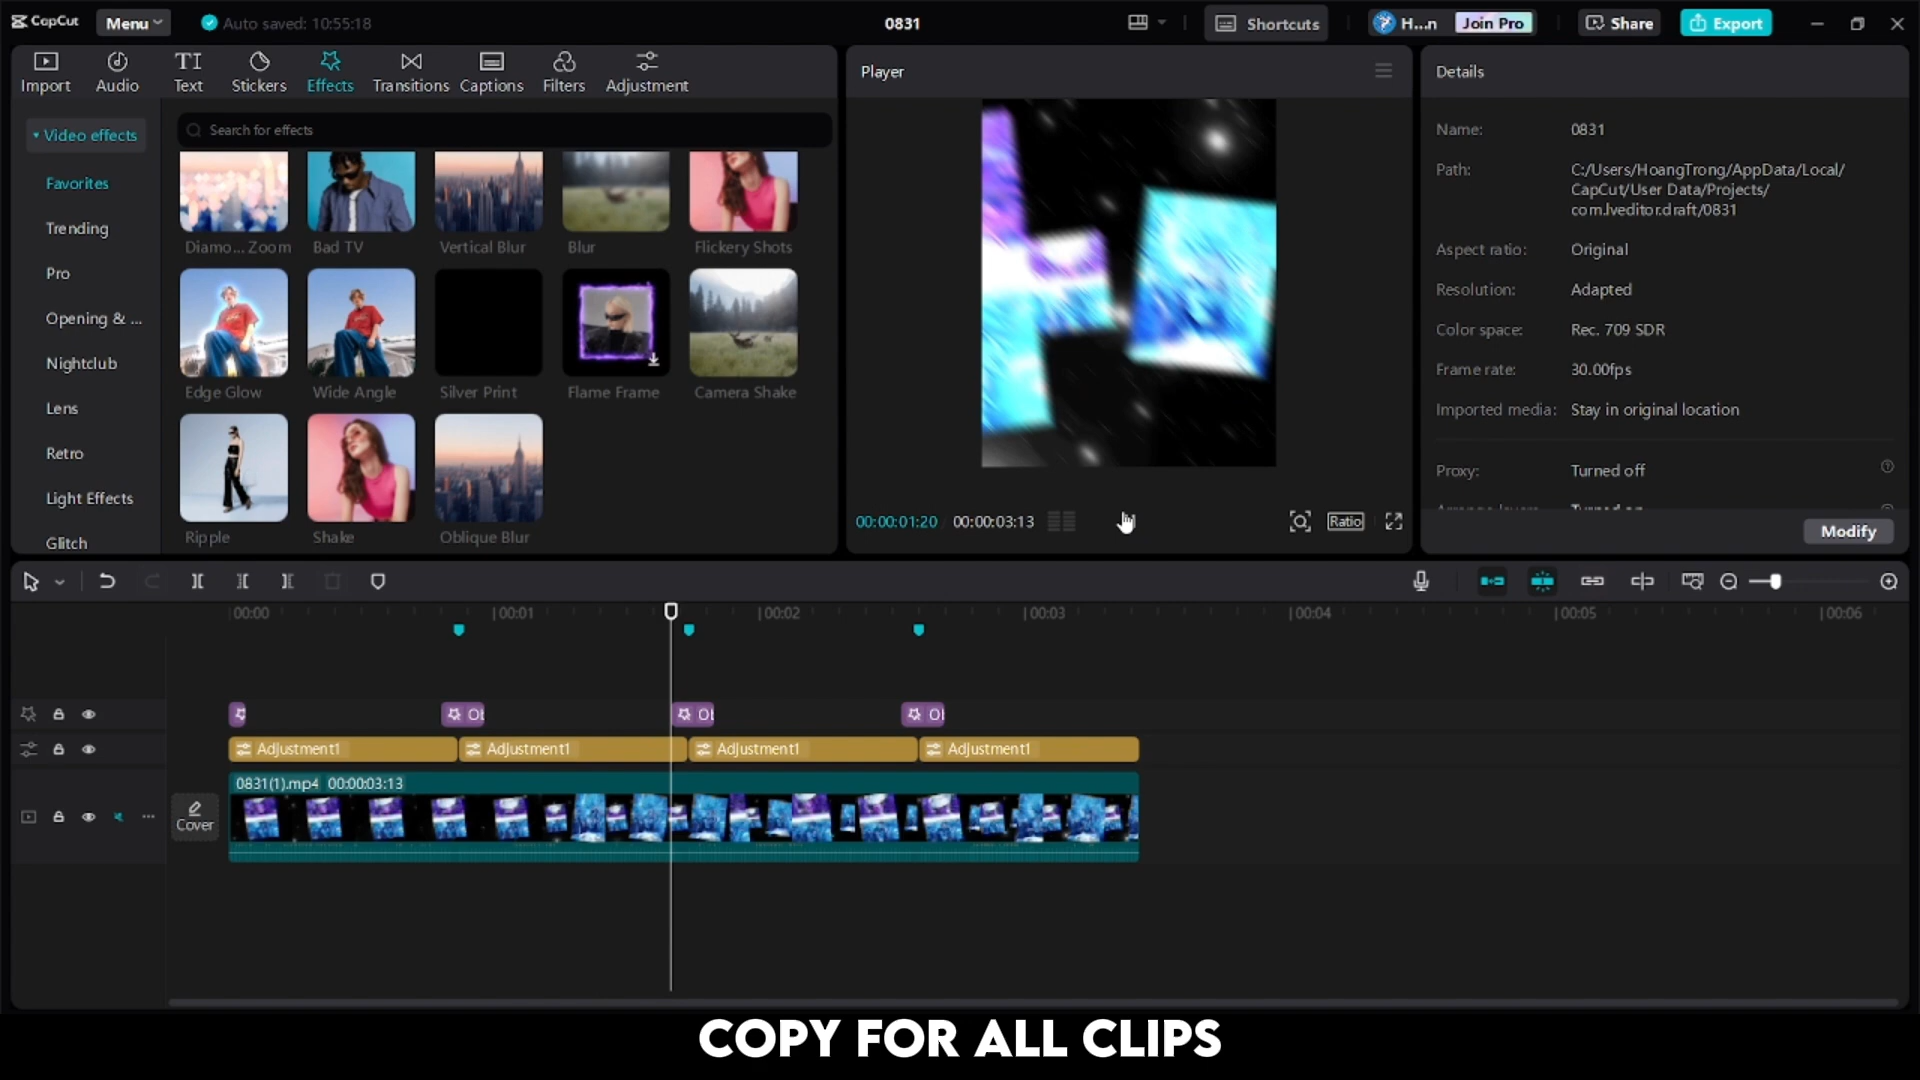 CapCut
Menu
Auto saved: 10:55:18
0831
Shortcuts
H...n
Join Pro
Share
Export
Import
Audio
TI
Text
Stickers
Effects
Transitions
Captions
Filters
Adjustment
Video effects
Search for effects
Favorites
Trending
Pro
Opening & ...
Nightclub
Lens
Retro
Light Effects
Glitch
Diamo... Zoom
Bad TV
Vertical Blur
Blur
Flickery Shots
Edge Glow
Wide Angle
Silver Print
Flame Frame
Camera Shake
Ripple
Shake
Oblique Blur
Player
00:00:01:20
00:00:03:13
Ratio
Details
Name:
0831
Path:
C:/Users/HoangTrong/AppData/Local/
CapCut/User Data/Projects/
com.lveditor.draft/0831
Aspect ratio:
Original
Resolution:
Adapted
Color space:
Rec. 709 SDR
Frame rate:
30.00fps
Imported media:
Stay in original location
Proxy:
Turned off
Modify
00:00
00:01
00:02
00:03
00:04
00:05
00:06
Ol
Ol
Ol
Adjustment1
Adjustment1
Adjustment1
Adjustment1
0831(1).mp4 00:00:03:13
Cover
COPY FOR ALL CLIPS